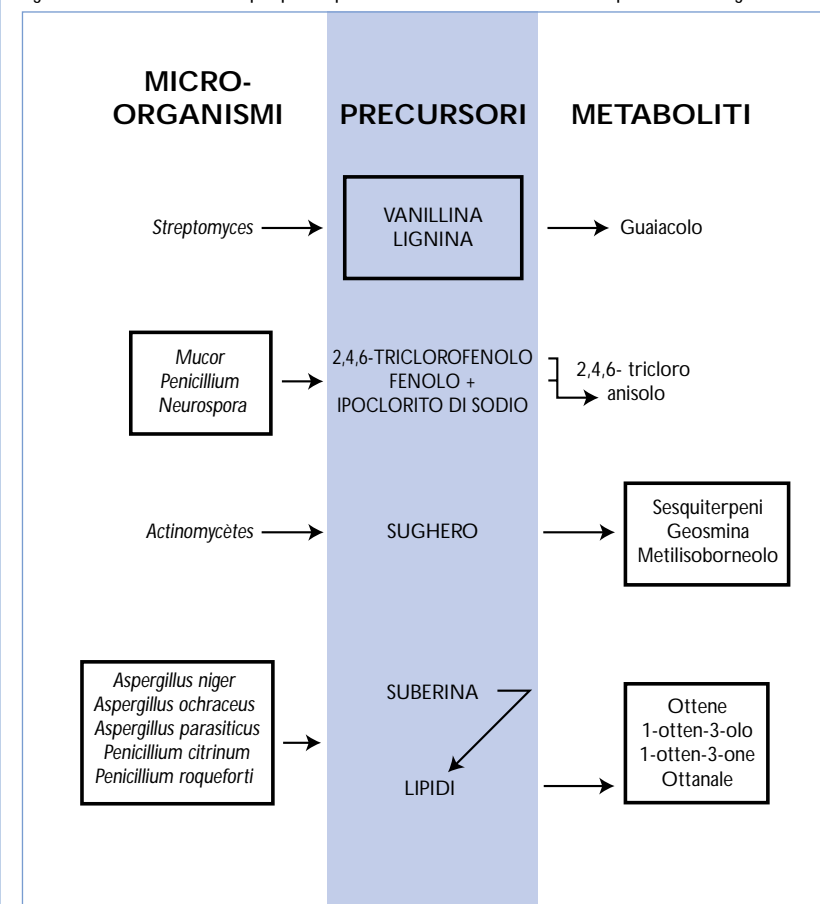 MICRO-
ORGANISMI
PRECURSORI
METABOLITI
Streptomyces
VANILLINA
LIGNINA
Guaiacolo
Mucor
Penicillium
Neurospora
2,4,6-TRICLOROFENOLO
FENOLO +
IPOCLORITO DI SODIO
2,4,6- tricloro
anisolo
Actinomycètes
SUGHERO
Sesquiterpeni
Geosmina
Metilisoborneolo
Aspergillus niger
Aspergillus ochraceus
Aspergillus parasiticus
Penicillium citrinum
Penicillium roqueforti
SUBERINA
LIPIDI
Ottene
1-otten-3-olo
1-otten-3-one
Ottanale